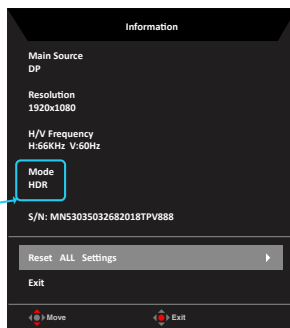 Information
Main Source
DP
Resolution
1920x1080
H/V Frequency
H:66KHz V:60Hz
Mode
HDR
S/N: MN53035032682018TPV888
Reset ALL Settings
Exit
Move Exit